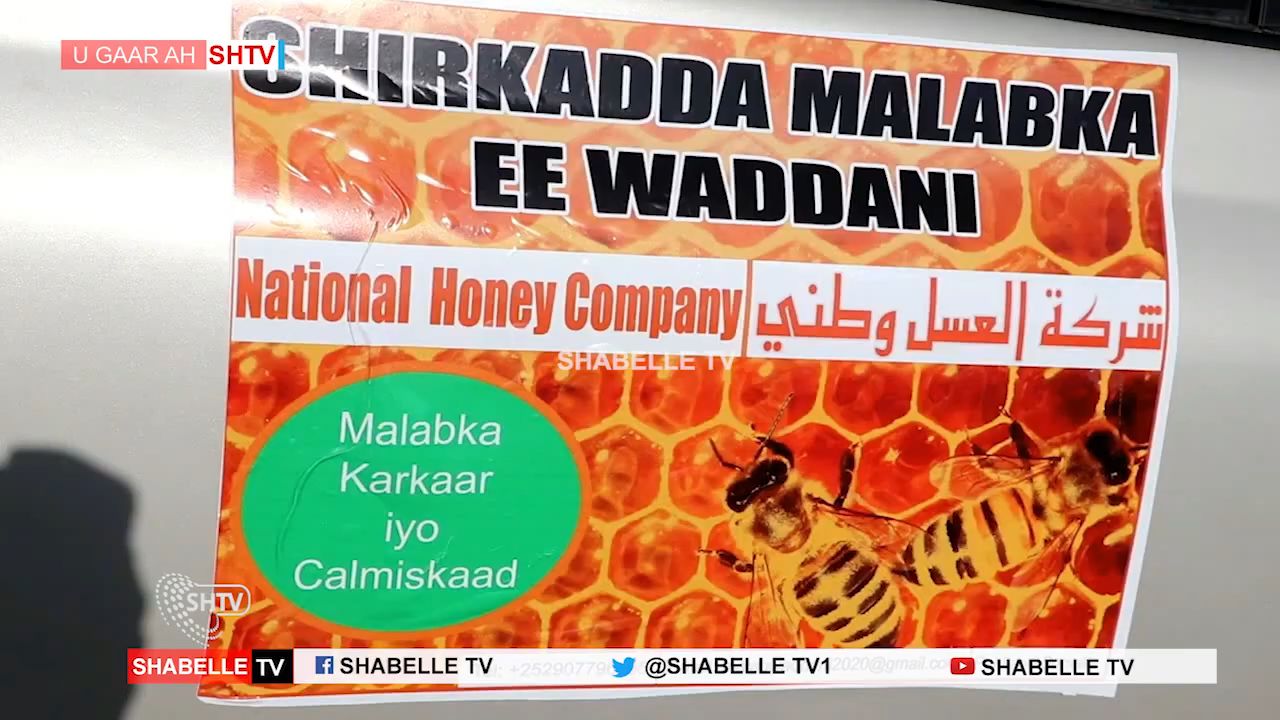 U GAAR AH SHTV
SHIRKADDA MALABKA
EE WADDANI
National Honey Company
شركة العسل وطني
SHABELLE TV
Malabka
Karkaar
iyo
Calmiskaad
SHTV
SHABELLE TV
SHABELLE TV
@SHABELLE TV1
SHABELLE TV